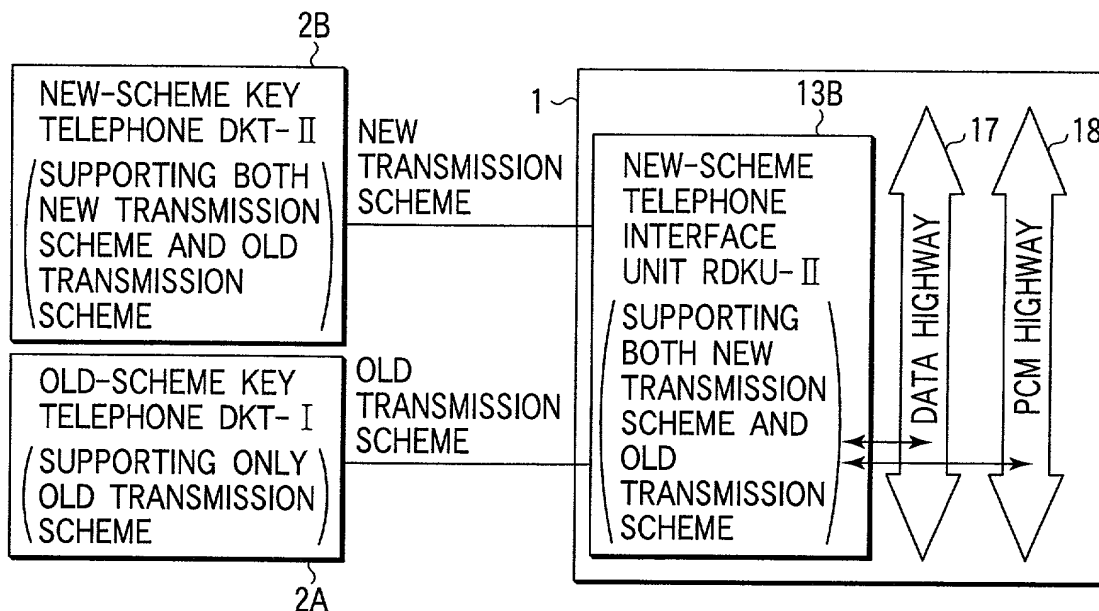 2B
NEW-SCHEME KEY
TELEPHONE DKT-II
(SUPPORTING BOTH
NEW TRANSMISSION
SCHEME AND OLD
TRANSMISSION
SCHEME)
NEW
TRANSMISSION
SCHEME
OLD-SCHEME KEY
TELEPHONE DKT-I
(SUPPORTING ONLY
OLD TRANSMISSION
SCHEME)
2A
OLD
TRANSMISSION
SCHEME
1
13B
NEW-SCHEME
TELEPHONE
INTERFACE
UNIT RDKU-II
(SUPPORTING
BOTH NEW
TRANSMISSION
SCHEME AND
OLD
TRANSMISSION
SCHEME)
17
DATA HIGHWAY
18
PCM HIGHWAY